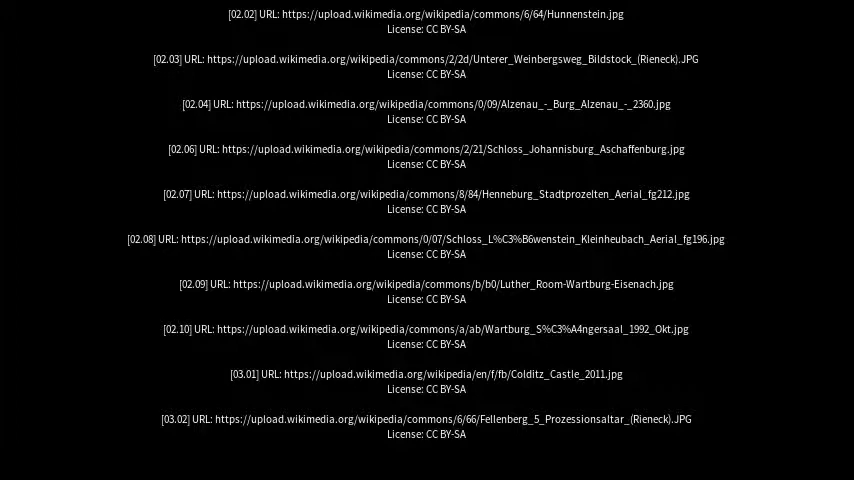 [02.02] URL: https://upload.wikimedia.org/wikipedia/commons/6/64/Hunnenstein.jpg
License: CC BY-SA
[02.03] URL: https://upload.wikimedia.org/wikipedia/commons/2/2d/Unterer_Weinbergsweg_Bildstock_(Rieneck).JPG
License: CC BY-SA
[02.04] URL: https://upload.wikimedia.org/wikipedia/commons/0/09/Alzenau_-_Burg_Alzenau_-_2360.jpg
License: CC BY-SA
[02.06] URL: https://upload.wikimedia.org/wikipedia/commons/2/21/Schloss_Johannisburg_Aschaffenburg.jpg
License: CC BY-SA
[02.07] URL: https://upload.wikimedia.org/wikipedia/commons/8/84/Henneburg_Stadtprozelten_Aerial_fg212.jpg
License: CC BY-SA
[02.08] URL: https://upload.wikimedia.org/wikipedia/commons/0/07/Schloss_L%C3%B6wenstein_Kleinheubach_Aerial_fg196.jpg
License: CC BY-SA
[02.09] URL: https://upload.wikimedia.org/wikipedia/commons/b/b0/Luther_Room-Wartburg-Eisenach.jpg
License: CC BY-SA
[02.10] URL: https://upload.wikimedia.org/wikipedia/commons/a/ab/Wartburg_S%C3%A4ngersaal_1992_Okt.jpg
License: CC BY-SA
[03.01] URL: https://upload.wikimedia.org/wikipedia/en/f/fb/Colditz_Castle_2011.jpg
License: CC BY-SA
[03.02] URL: https://upload.wikimedia.org/wikipedia/commons/6/66/Fellenberg_5_Prozessionsaltar_(Rieneck).JPG
License: CC BY-SA